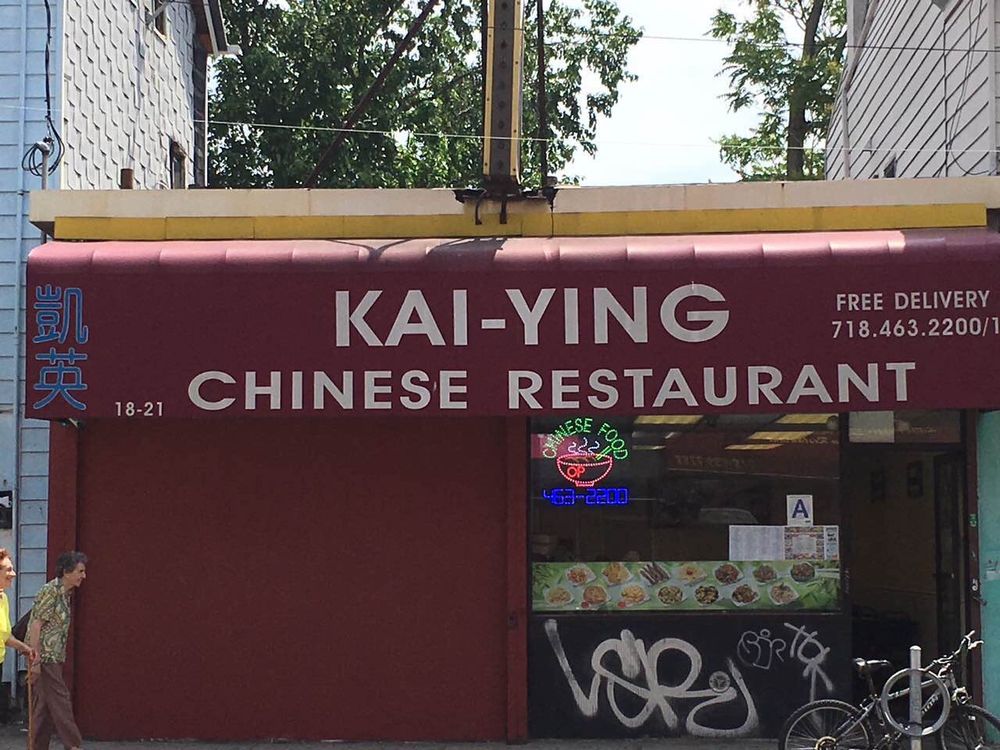 凱英
KAI-YING
CHINESE RESTAURANT
18-21
FREE DELIVERY
718.463.2200/1
CHINESE FOOD
OP
463-2200
A